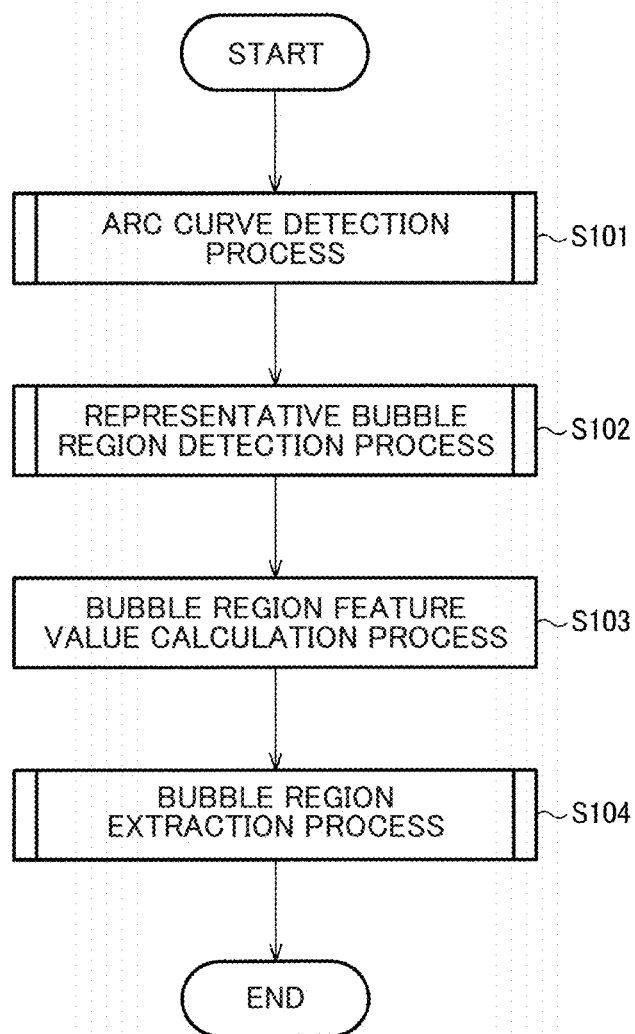 START
ARC CURVE DETECTION
PROCESS
S101
REPRESENTATIVE BUBBLE
REGION DETECTION PROCESS
S102
BUBBLE REGION FEATURE
VALUE CALCULATION PROCESS
S103
BUBBLE REGION
EXTRACTION PROCESS
S104
END